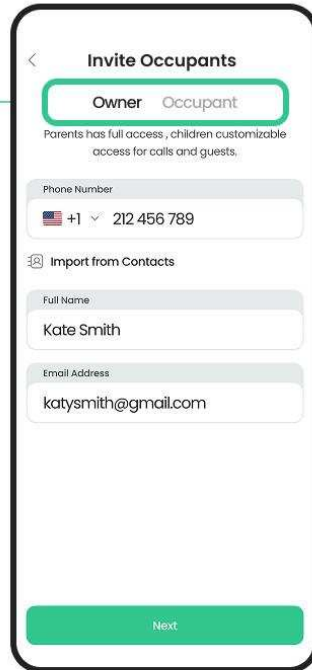 Invite Occupants
Owner Occupant
Parents has full access , children customizable
access for calls and guests.
Phone Number
+1 212 456 789
Import from Contacts
Full Name
Kate Smith
Email Address
katysmith@gmail.com
Next